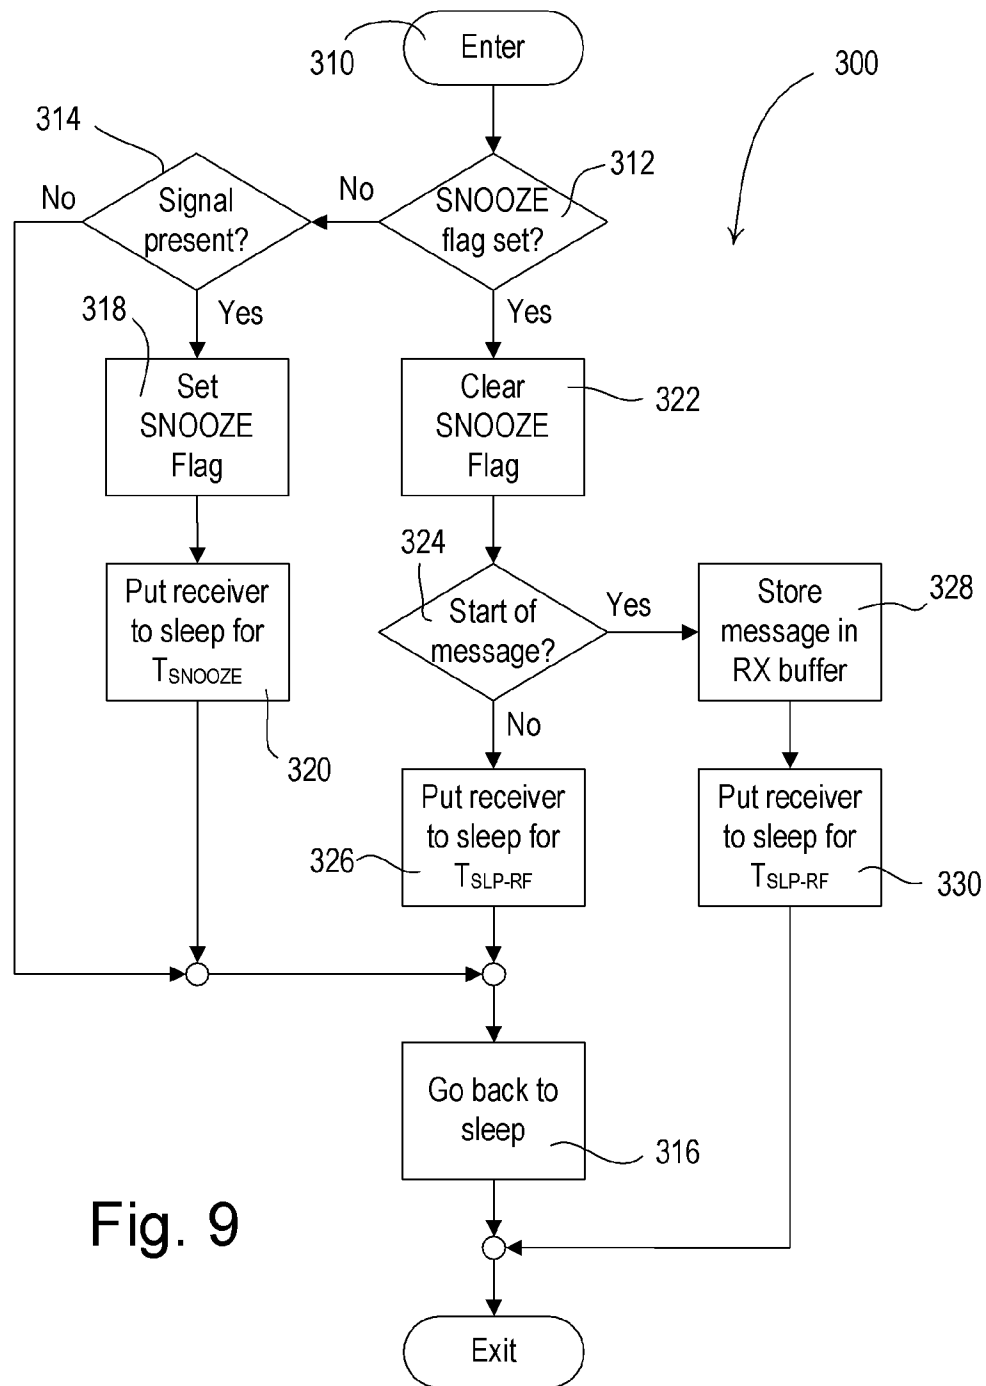 Enter
310
300
314
312
No
Signal
present?
No
SNOOZE
flag set?
318
Yes
Yes
Set
SNOOZE
Flag
Clear
SNOOZE
Flag
322
324
Put receiver
to sleep for
TSNOOZE
Start of
message?
Yes
Store
message in
RX buffer
328
320
No
Put receiver
to sleep for
TSLP-RF
326
Put receiver
to sleep for
TSLP-RF
330
Go back to
sleep
316
Fig. 9
Exit